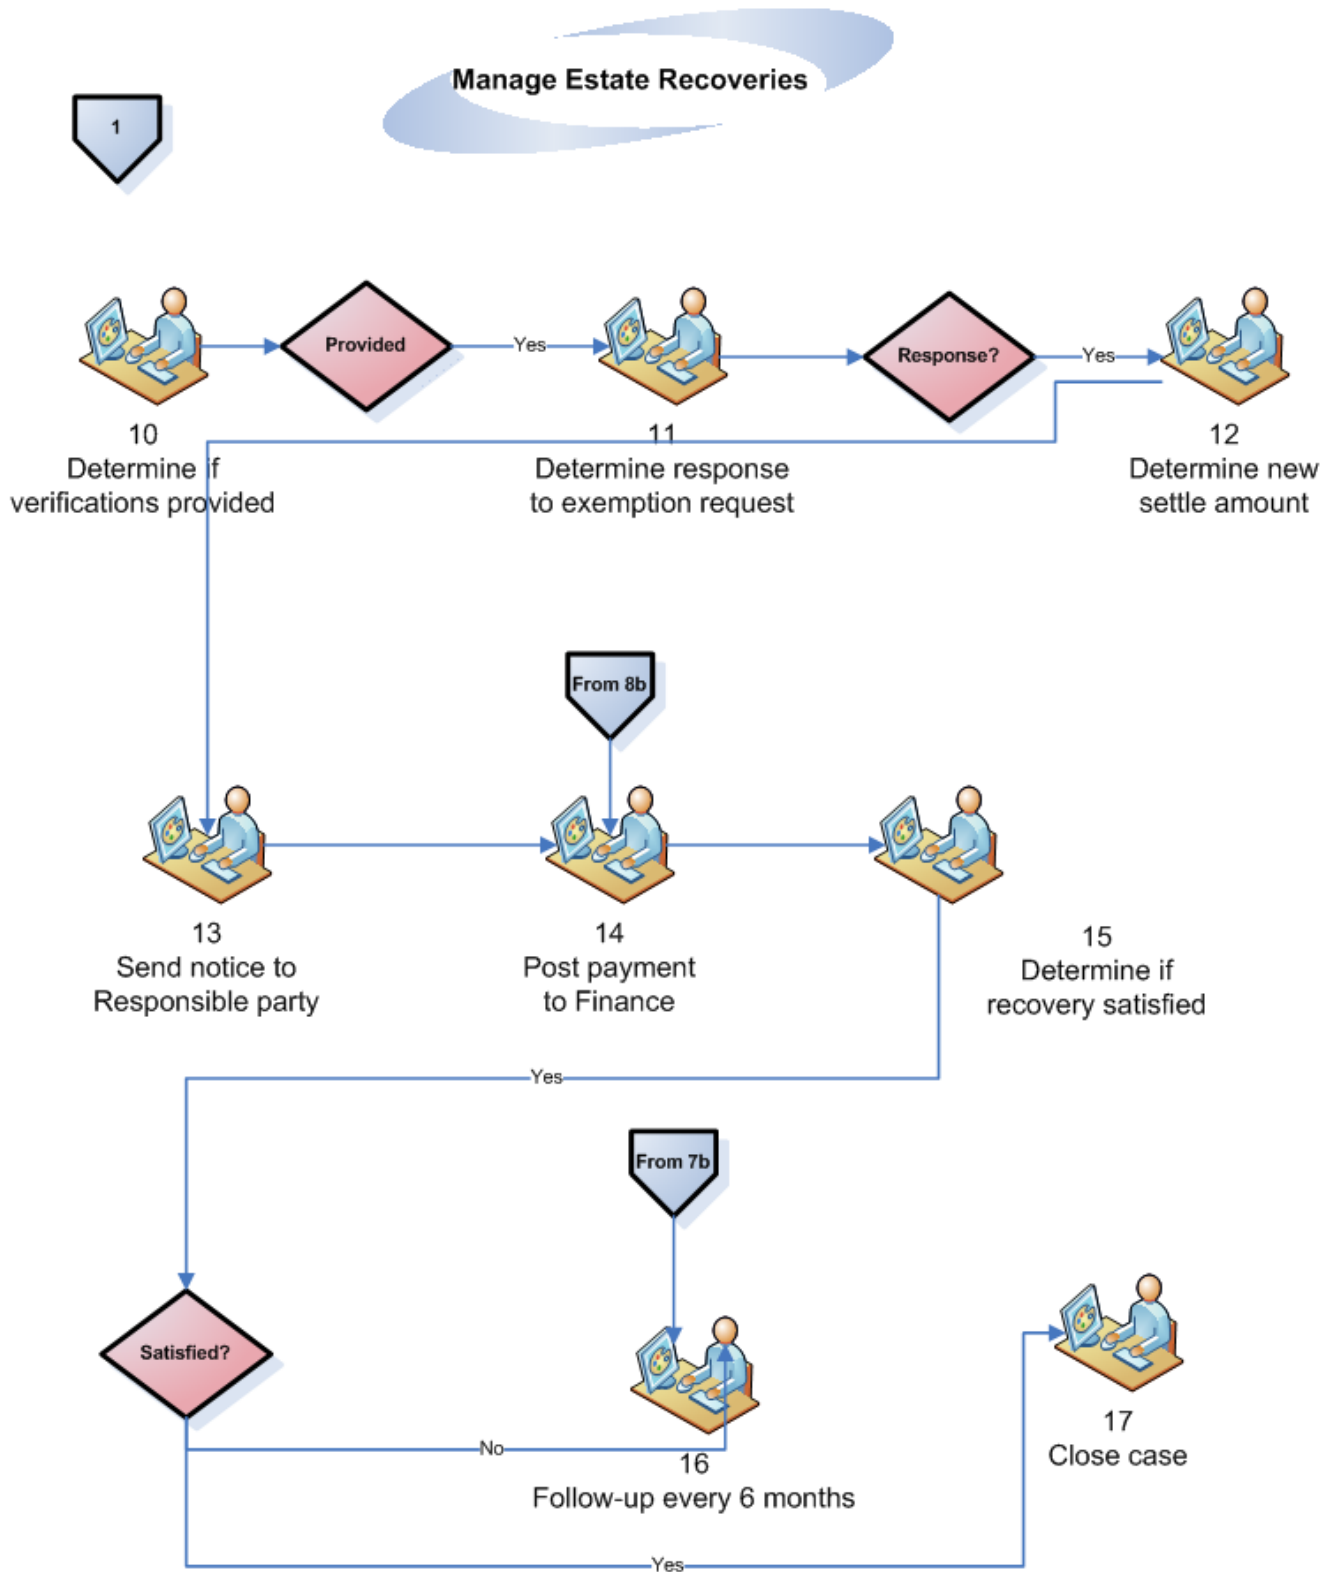 Manage Estate Recoveries
1
Provided
Yes
Response?
Yes
10
Determine if
verifications provided
11
Determine response
to exemption request
12
Determine new
settle amount
From 8b
13
Send notice to
Responsible party
14
Post payment
to Finance
15
Determine if
recovery satisfied
Yes
From 7b
Satisfied?
No
16
Follow-up every 6 months
17
Close case
Yes